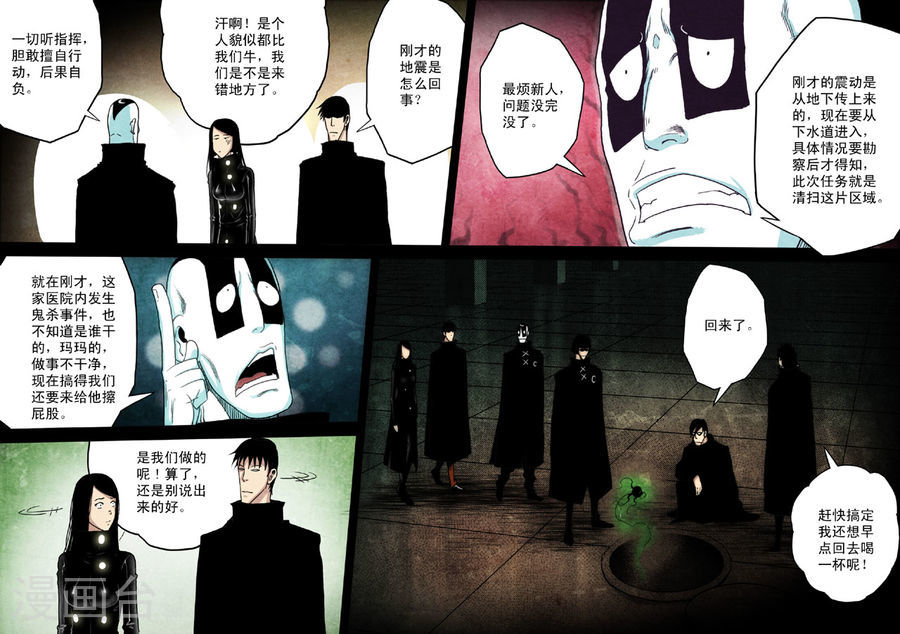 刚才的
地震是
怎么回
事?
汗啊!是个
人貌似都比
我们牛,我
们是不是来
错地方了。
一切听指挥,
胆敢擅自行
动,后果自
负。
刚才的震动是
从地下传上来
的,现在要从
下水道进入,
具体情况要勘
察后才得知,
此次任务就是
清扫这片区域。
最烦新人,
问题没完
没了。
就在刚才,这
家医院内发生
鬼杀事件,也
不知道是谁干
的,玛玛的,
做事不干净,
现在搞得我们
还要来给他擦
屁股。
是我们做的
呢!算了,
还是别说出
来的好。
回来了。
赶快搞定
我还想早
点回去喝
一杯呢!
漫画台